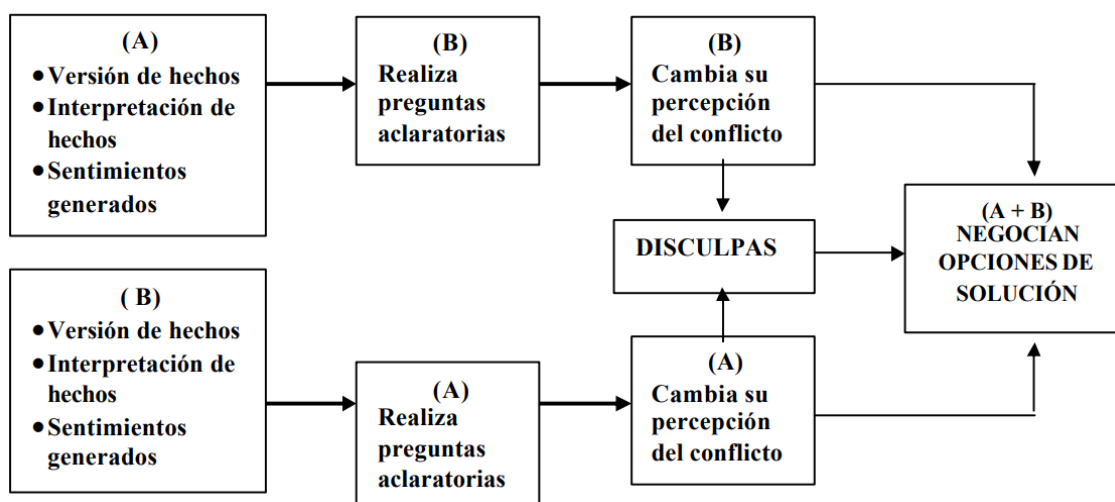 (A)
•Versión de hechos
•Interpretación de
hechos
•Sentimientos
generados
(B)
Realiza
preguntas
aclaratorias
(B)
Cambia su
percepción
del conflicto
DISCULPAS
(A + B)
NEGOCIAN
OPCIONES DE
SOLUCIÓN
( B)
•Versión de hechos
•Interpretación de
hechos
•Sentimientos
generados
(A)
Realiza
preguntas
aclaratorias
(A)
Cambia su
percepción
del conflicto